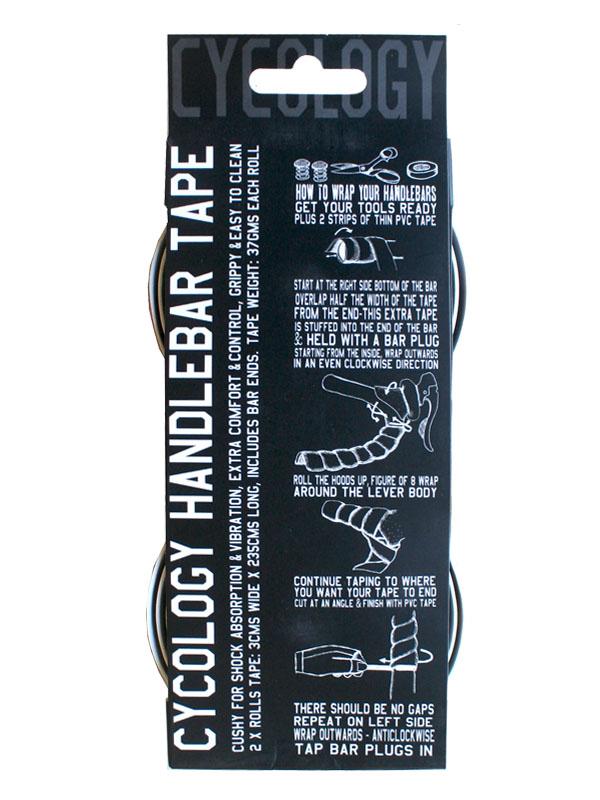 CYCOLOGY
CYCOLOGY HANDLEBAR TAPE
CUSHY FOR SHOCK ABSORPTION & VIBRATION, EXTRA COMFORT & CONTROL, GRIPPY & EASY TO CLEAN
2 X ROLLS TAPE: 3CMS WIDE X 235CMS LONG, INCLUDES BAR ENDS. TAPE WEIGHT: 37GMS EACH ROLL
HOW TO WRAP YOUR HANDLEBARS
GET YOUR TOOLS READY
PLUS 2 STRIPS OF THIN PVC TAPE
START AT THE RIGHT SIDE BOTTOM OF THE BAR
OVERLAP HALF THE WIDTH OF THE TAPE
FROM THE END-THIS EXTRA TAPE
IS STUFFED INTO THE END OF THE BAR
& HELD WITH A BAR PLUG
STARTING FROM THE INSIDE, WRAP OUTWARDS
IN AN EVEN CLOCKWISE DIRECTION
ROLL THE HOODS UP, FIGURE OF 8 WRAP
AROUND THE LEVER BODY
CONTINUE TAPING TO WHERE
YOU WANT YOUR TAPE TO END
CUT AT AN ANGLE & FINISH WITH PVC TAPE
THERE SHOULD BE NO GAPS
REPEAT ON LEFT SIDE
WRAP OUTWARDS - ANTICLOCKWISE
TAP BAR PLUGS IN